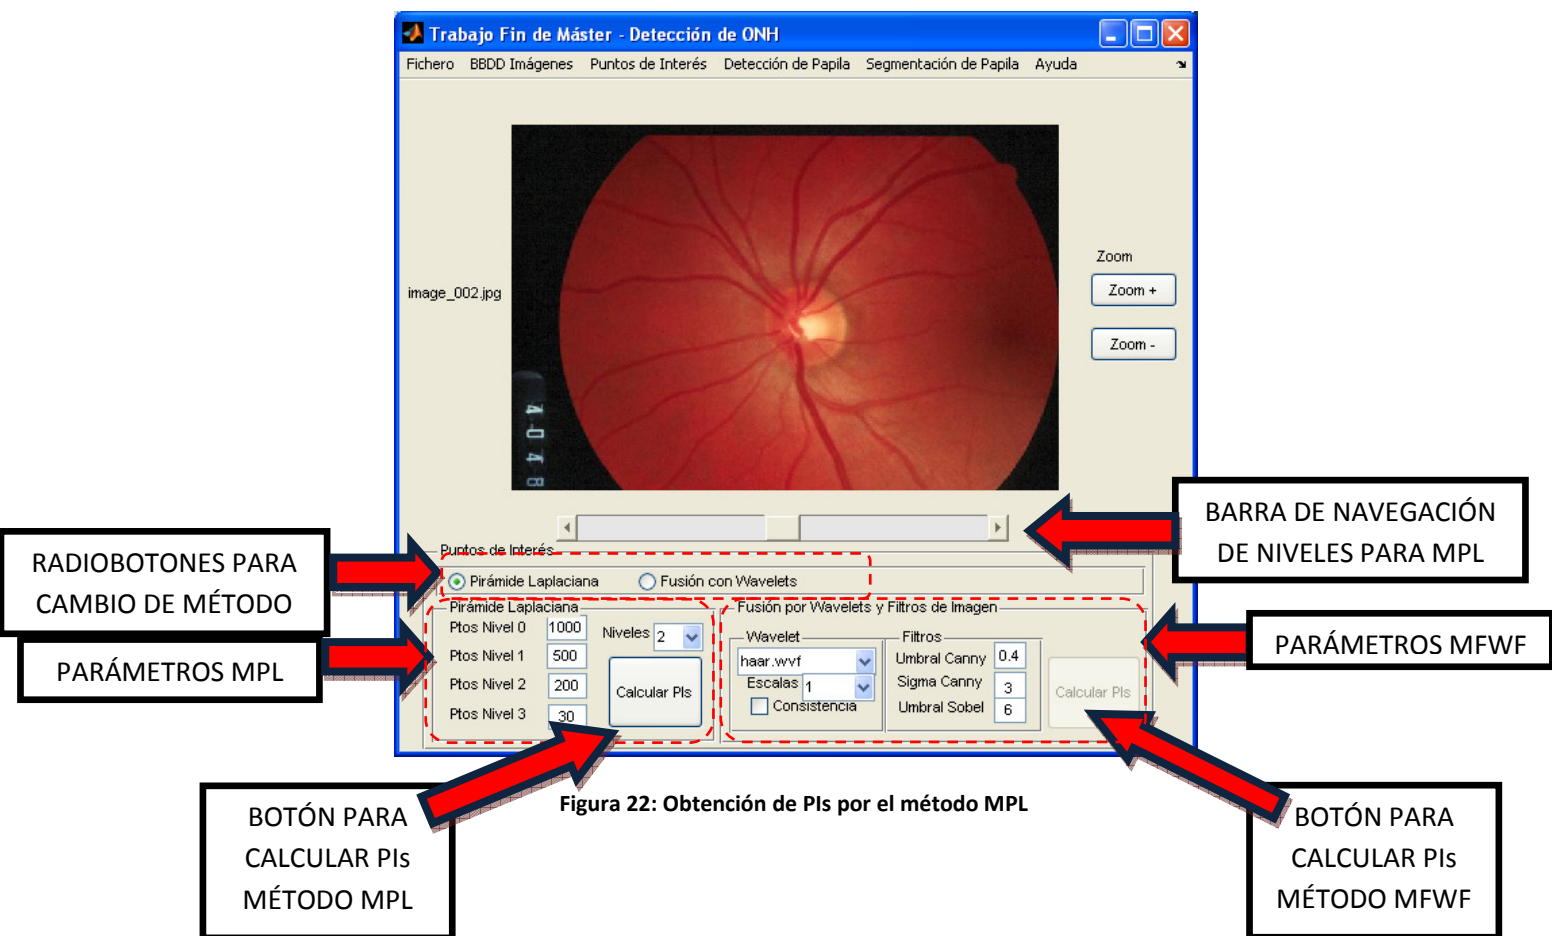 Trabajo Fin de Máster - Detección de ONH
Fichero BBDD Imágenes Puntos de Interés Detección de Papila Segmentación de Papila Ayuda
image_002.jpg
4048
Zoom
Zoom +
Zoom -
BARRA DE NAVEGACIÓN
DE NIVELES PARA MPL
RADIOBOTONES PARA
CAMBIO DE MÉTODO
Puntos de Interés
Pirámide Laplaciana Fusión con Wavelets
PARÁMETROS MPL
Pirámide Laplaciana
Ptos Nivel 0 1000
Ptos Nivel 1 500
Ptos Nivel 2 200
Ptos Nivel 3 30
Niveles 2
Calcular PIs
Fusión por Wavelets y Filtros de Imagen
Wavelet
haar.wvf
Escalas 1
Consistencia
Filtros
Umbral Canny 0.4
Sigma Canny 3
Umbral Sobel 6
Calcular PIs
PARÁMETROS MFWF
BOTÓN PARA
CALCULAR PIs
MÉTODO MPL
Figura 22: Obtención de PIs por el método MPL
BOTÓN PARA
CALCULAR PIs
MÉTODO MFWF